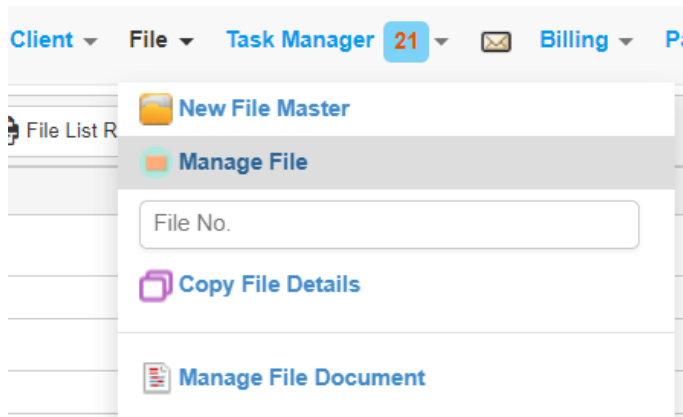 Client File Task Manager 21 Billing
New File Master
File List R
Manage File
File No.
Copy File Details
Manage File Document